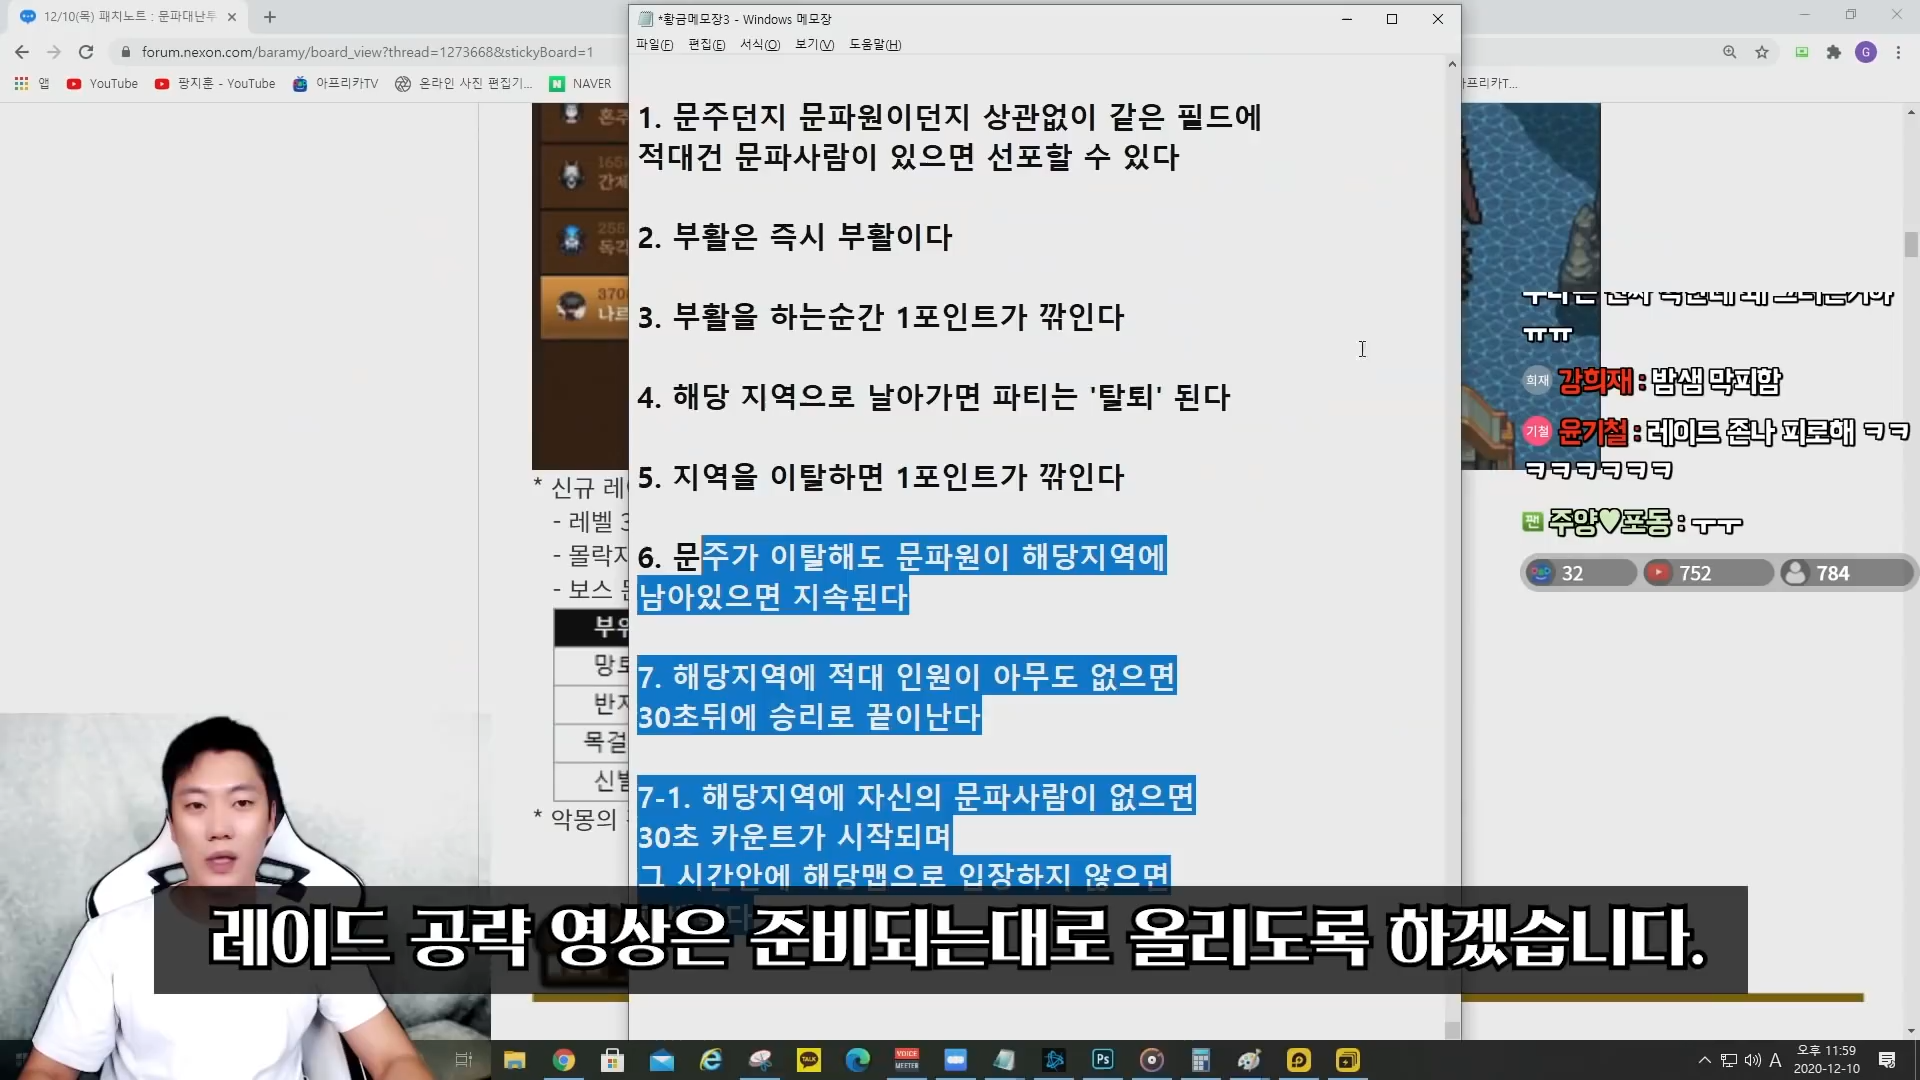 12/10(목) 패치노트 : 문파대난투
*황금메모장3 - Windows 메모장
forum.nexon.com/baramy/board_view?thread=1273668&stickyBoard=1
파일(F) 편집(E) 서식(O) 보기(V) 도움말(H)
앱 YouTube 팡지훈 - YouTube 아프리카TV 온라인 사진 편집기... NAVER
1. 문주던지 문파원이던지 상관없이 같은 필드에
적대건 문파사람이 있으면 선포할 수 있다
2. 부활은 즉시 부활이다
3. 부활을 하는순간 1포인트가 깎인다
4. 해당 지역으로 날아가면 파티는 '탈퇴' 된다
5. 지역을 이탈하면 1포인트가 깎인다
6. 문주가 이탈해도 문파원이 해당지역에
남아있으면 지속된다
7. 해당지역에 적대 인원이 아무도 없으면
30초뒤에 승리로 끝이난다
7-1. 해당지역에 자신의 문파사람이 없으면
30초 카운트가 시작되며
그 시간안에 해당맵으로 입장하지 않으면
* 신규
- 레벨
- 보스
목걸
* 악몽의
ㅠㅠ
희재 강희재 : 밤샘 막피함
기철 윤기철 : 레이드 존나 피로해 ㅋㅋ
ㅋㅋㅋㅋㅋㅋ
팬 주양♥포동 : ㅜㅜ
32 752 784
레이드 공략 영상은 준비되는대로 올리도록 하겠습니다.
TALK
VOICE
MEETER
Ps
A
오후 11:59
2020-12-10